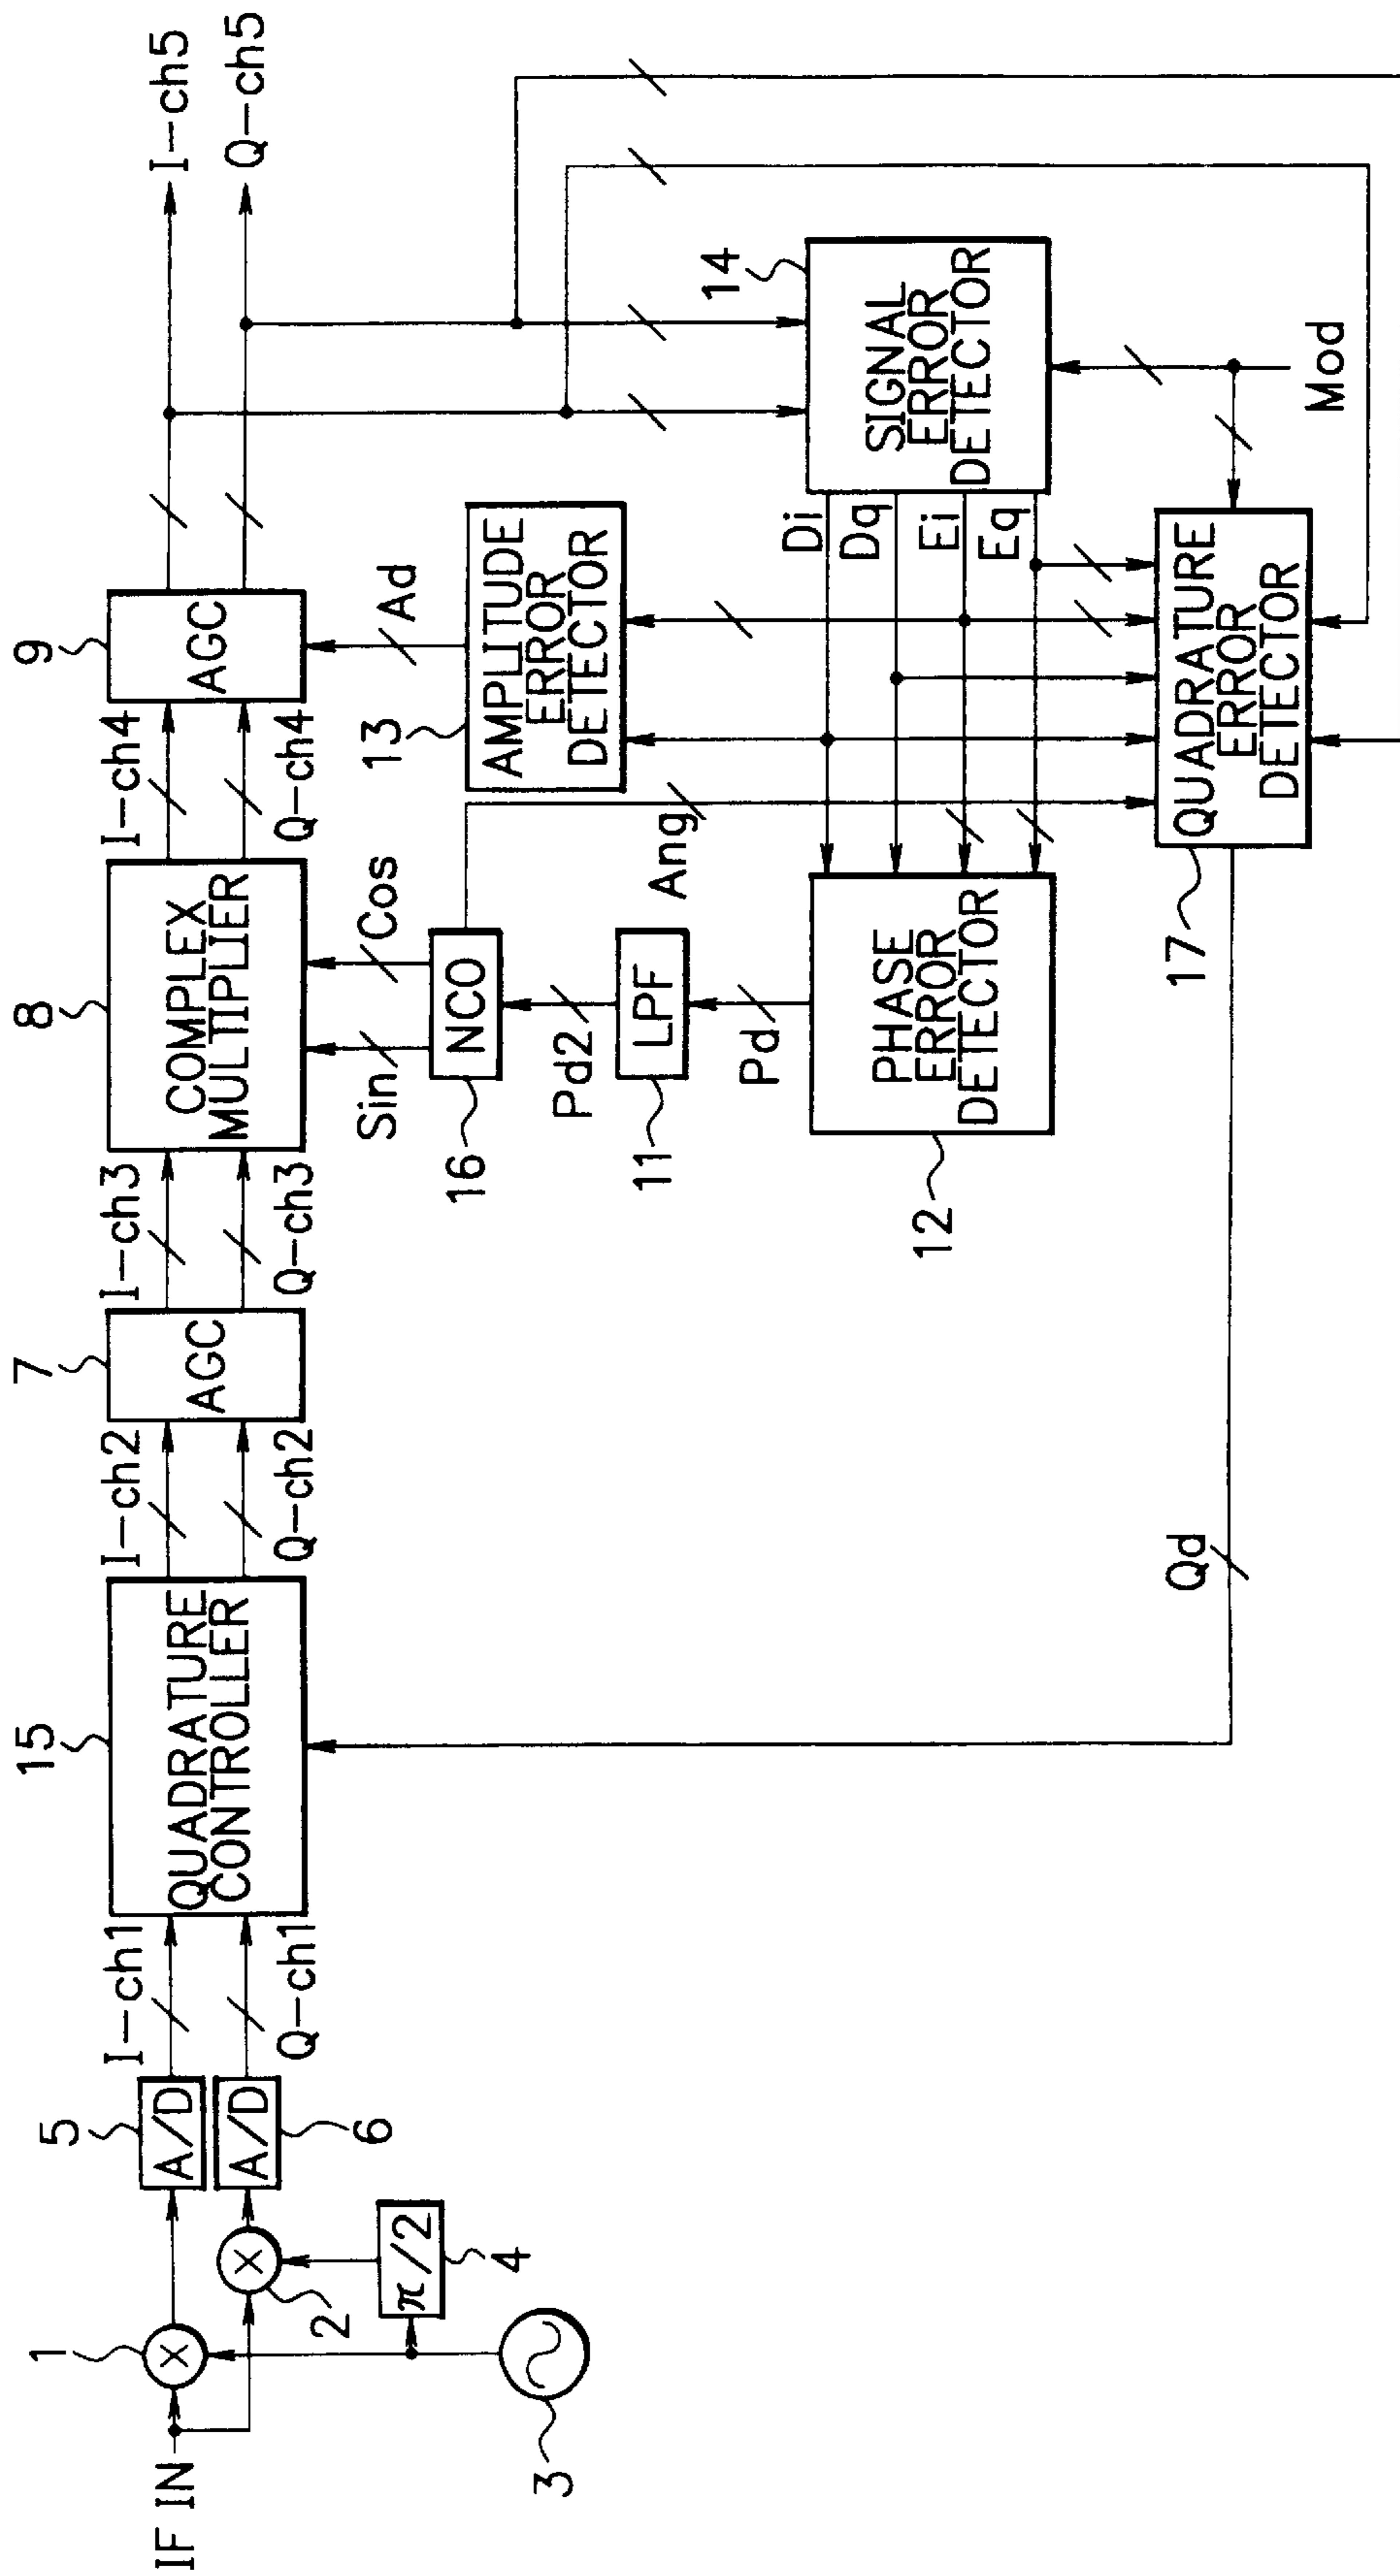 IF IN
1
2
3
π/2
4
5
A/D
A/D
6
I-ch1
Q-ch1
15
QUADRATURE
CONTROLLER
I-ch2
Q-ch2
7
AGC
I-ch3
Q-ch3
8
COMPLEX
MULTIPLIER
I-ch4
Q-ch4
9
AGC
I-ch5
Q-ch5
Sin
Cos
16
NCO
Ang
Pd2
11
LPF
Pd
12
PHASE
ERROR
DETECTOR
13
AMPLITUDE
ERROR
DETECTOR
Ad
14
SIGNAL
ERROR
DETECTOR
Di
Dq
Ei
Eq
Mod
17
QUADRATURE
ERROR
DETECTOR
Qd